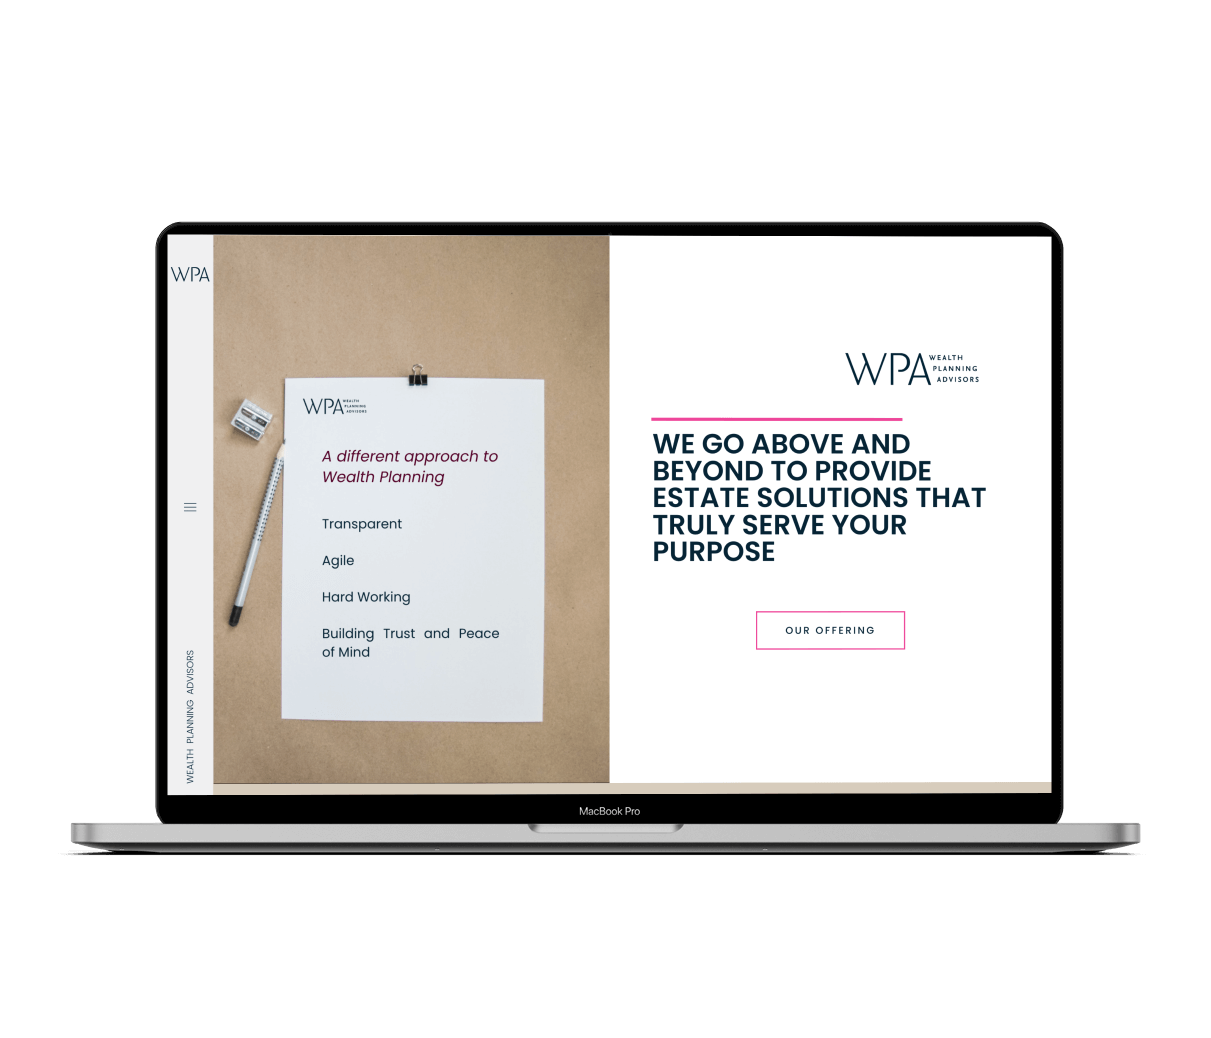 WPA
WEALTH PLANNING ADVISORS
WPA
WEALTH
PLANNING
ADVISORS
A different approach to
Wealth Planning
Transparent
Agile
Hard Working
Building Trust and Peace
of Mind
WPA
WEALTH
PLANNING
ADVISORS
WE GO ABOVE AND
BEYOND TO PROVIDE
ESTATE SOLUTIONS THAT
TRULY SERVE YOUR
PURPOSE
OUR OFFERING
MacBook Pro